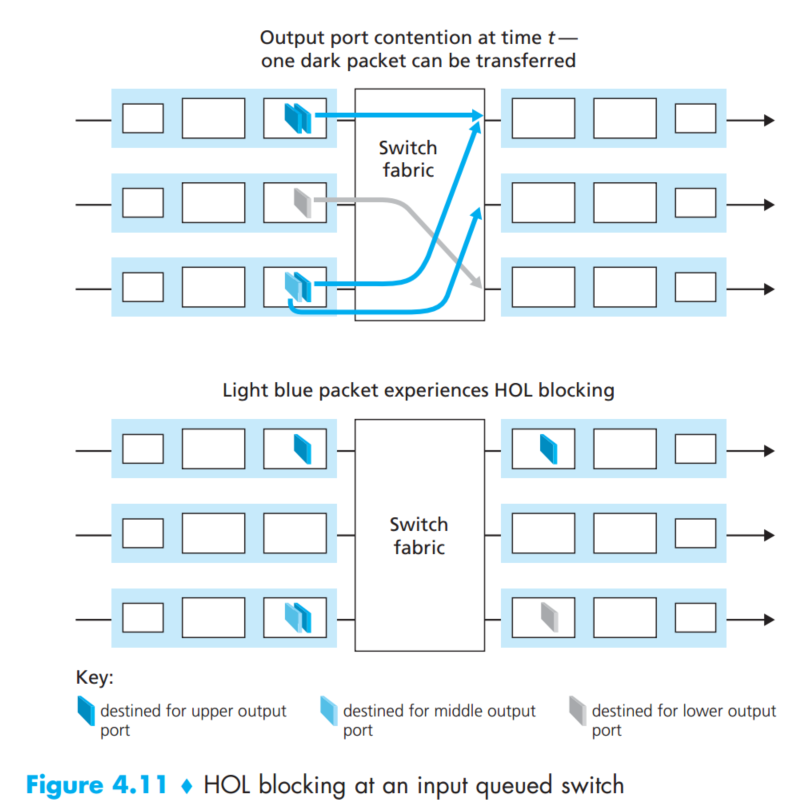 Output port contention at time t—
one dark packet can be transferred
Switch
fabric
Light blue packet experiences HOL blocking
Switch
fabric
Key:
destined for upper output
port
destined for middle output
port
destined for lower output
port
Figure 4.11 ♦ HOL blocking at an input queued switch